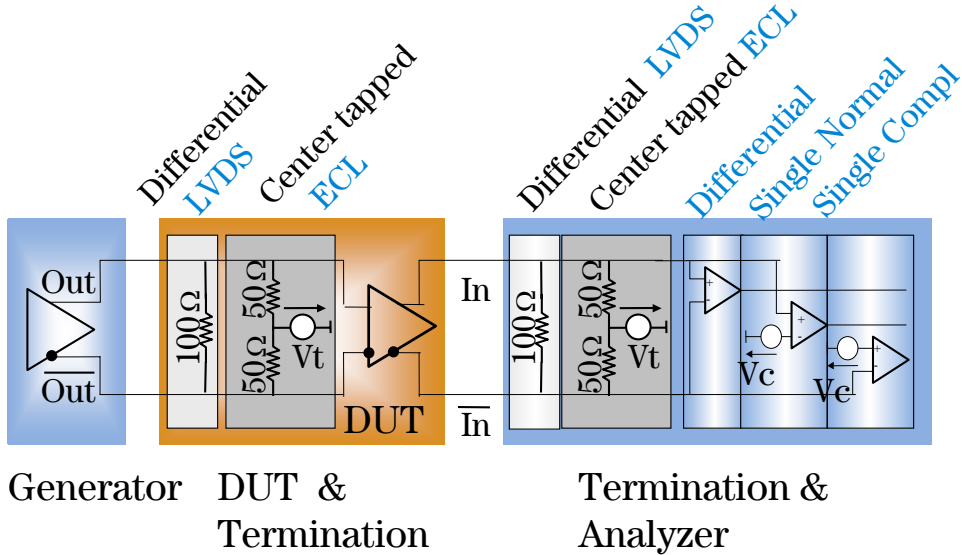 Differential LVDS
Center tapped ECL
Differential LVDS
Center tapped ECL
Differential
Single Normal
Single Compl
Out
Out
100Ω
50Ω
50Ω
Vt
DUT
In
In
100Ω
50Ω
50Ω
Vt
+
-
+
-
Vc
+
-
Vc
Generator
DUT &
Termination
Termination &
Analyzer